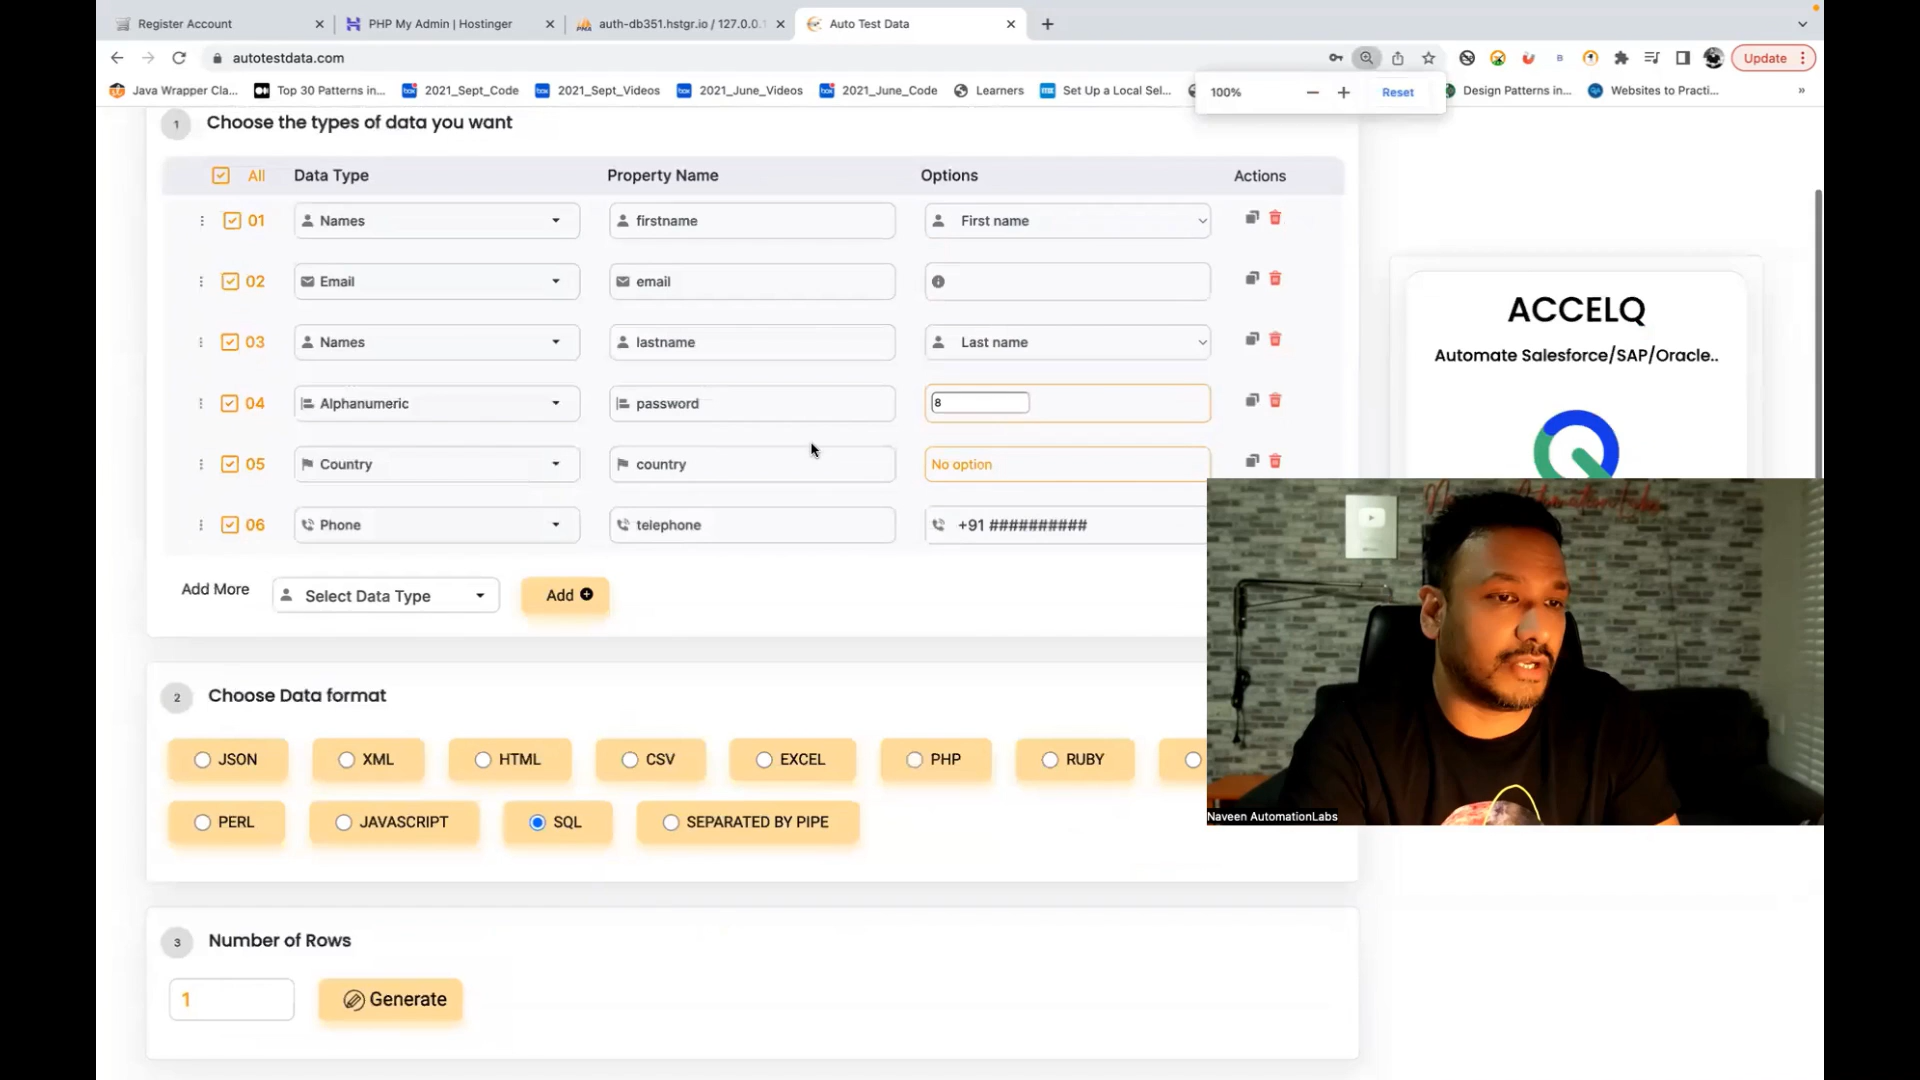 Register Account
PHP My Admin | Hostinger
auth-db351.hstgr.io / 127.0.0.1
Auto Test Data
autotestdata.com
Update
Java Wrapper Cla...
Top 30 Patterns in...
2021_Sept_Code
2021_Sept_Videos
2021_June_Videos
2021_June_Code
Learners
Set Up a Local Sel...
100%
Reset
Design Patterns in...
Websites to Practi...
1
Choose the types of data you want
All
Data Type
Property Name
Options
Actions
01
Names
firstname
First name
02
Email
email
03
Names
lastname
Last name
04
Alphanumeric
password
8
05
Country
country
No option
06
Phone
telephone
+91 ##########
Add More
Select Data Type
Add
2
Choose Data format
JSON
XML
HTML
CSV
EXCEL
PHP
RUBY
PERL
JAVASCRIPT
SQL
SEPARATED BY PIPE
3
Number of Rows
1
Generate
ACCELQ
Automate Salesforce/SAP/Oracle..
Naveen AutomationLabs